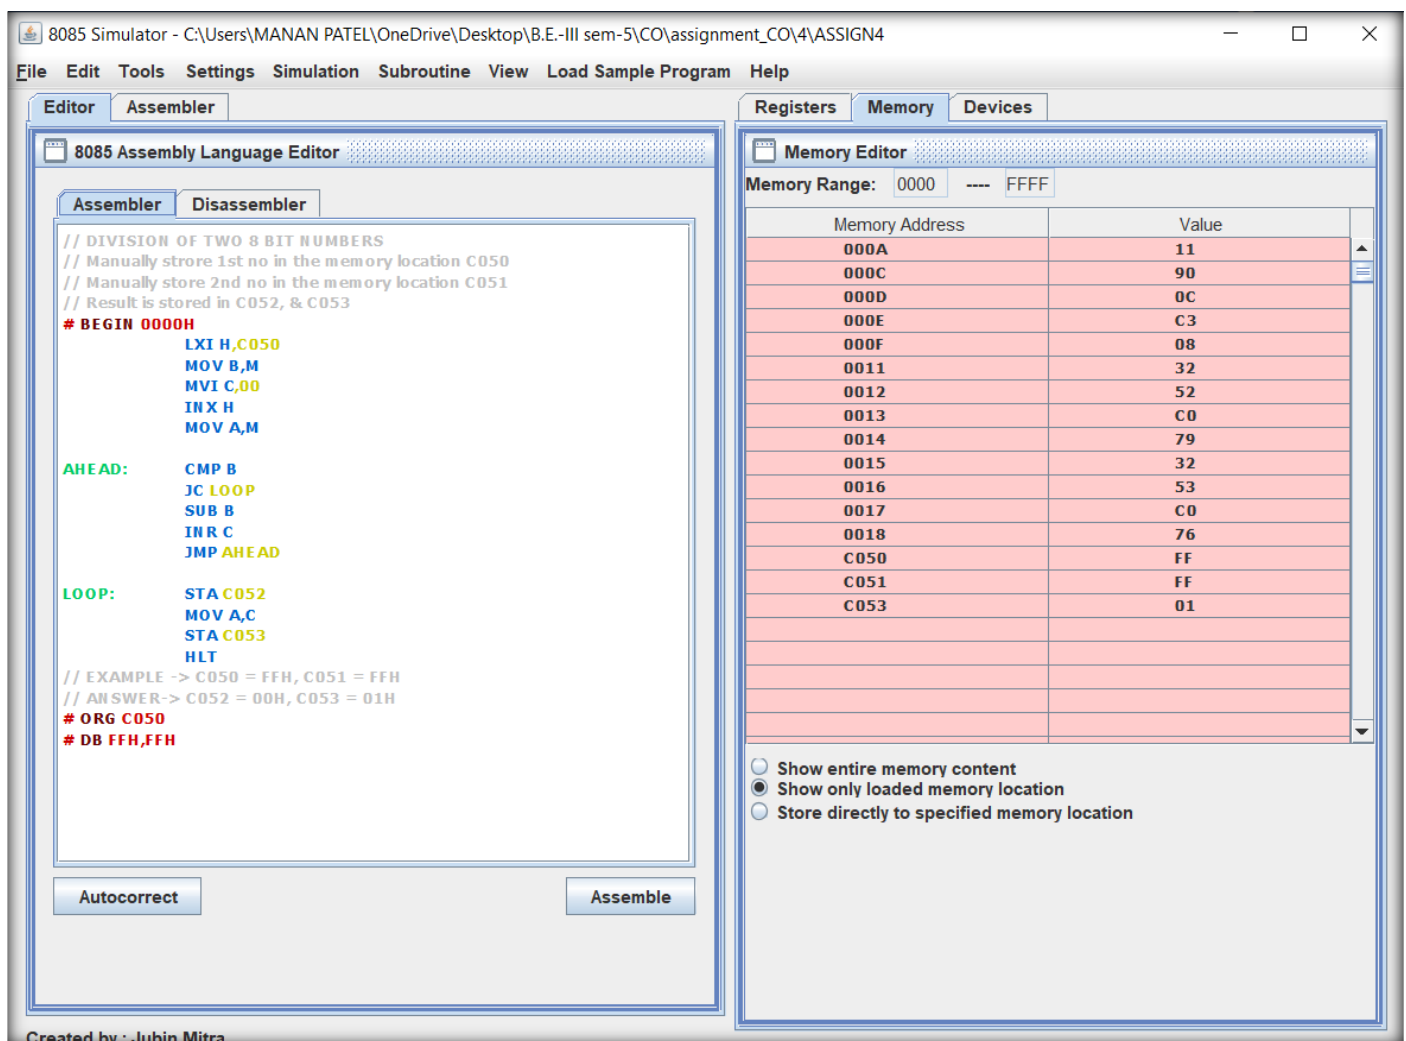 8085 Simulator - C:\Users\MANAN PATEL\OneDrive\Desktop\B.E.-III sem-5\CO\assignment_CO\4\ASSIGN4
File Edit Tools Settings Simulation Subroutine View Load Sample Program Help
Editor Assembler
8085 Assembly Language Editor
Assembler Disassembler
// DIVISION OF TWO 8 BIT NUMBERS
// Manually strore 1st no in the memory location C050
// Manually store 2nd no in the memory location C051
// Result is stored in C052, & C053
# BEGIN 0000H
LXI H,C050
MOV B,M
MVI C,00
INX H
MOV A,M
AHEAD: CMP B
JC LOOP
SUB B
INR C
JMP AHEAD
LOOP: STA C052
MOV A,C
STA C053
HLT
// EXAMPLE -> C050 = FFH, C051 = FFH
// ANSWER-> C052 = 00H, C053 = 01H
# ORG C050
# DB FFH,FFH
Autocorrect Assemble
Created by : Jubin Mitra
Registers Memory Devices
Memory Editor
Memory Range: 0000 ---- FFFF
Memory Address Value
000A 11
000C 90
000D 0C
000E C3
000F 08
0011 32
0012 52
0013 C0
0014 79
0015 32
0016 53
0017 C0
0018 76
C050 FF
C051 FF
C053 01
Show entire memory content
Show only loaded memory location
Store directly to specified memory location